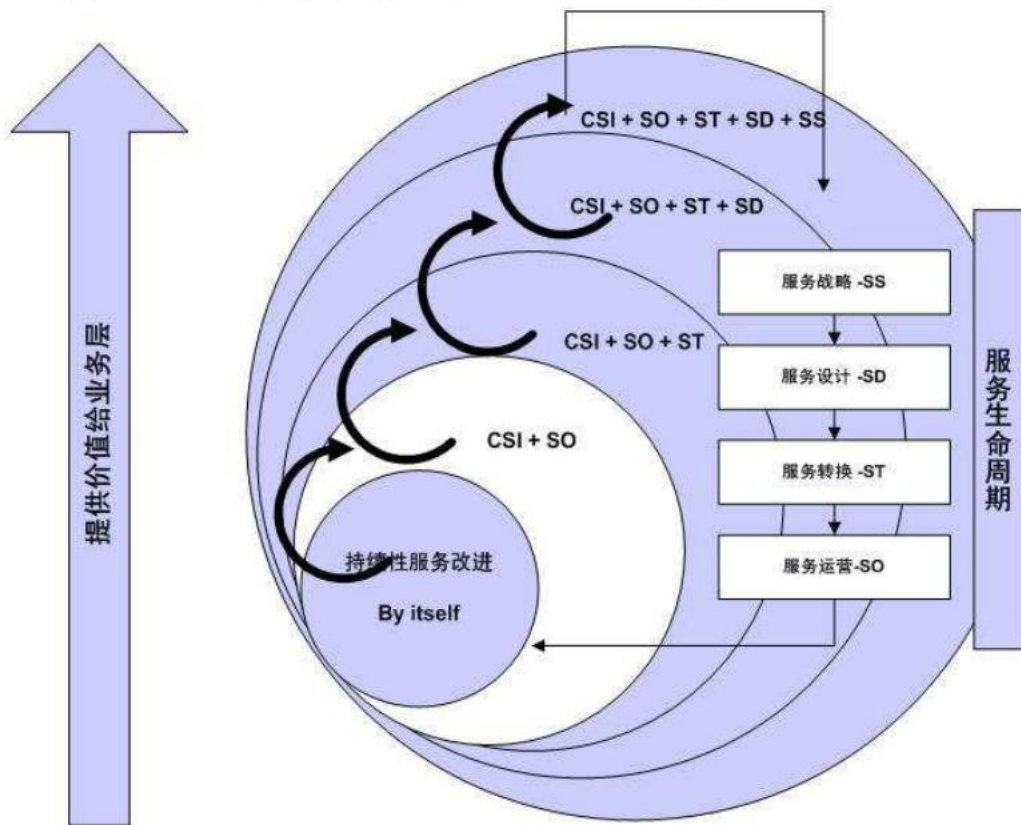 CSI + SO + ST + SD + SS
CSI + SO + ST + SD
服务战略 -SS
CSI + SO + ST
服务设计 -SD
CSI + SO
服务转换 -ST
持续性服务改进
By itself
服务运营-SO
提供价值给业务层
服务生命周期